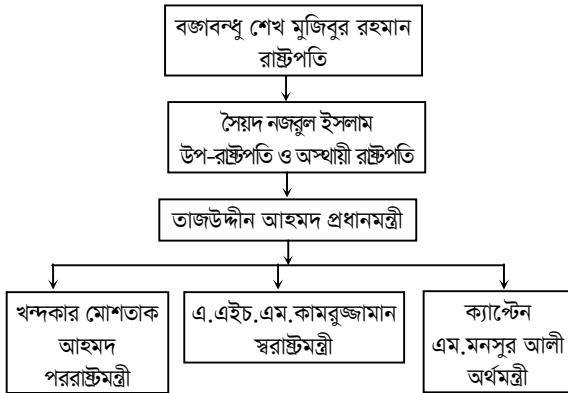 বঙ্গবন্ধু শেখ মুজিবুর রহমান
রাষ্ট্রপতি
সৈয়দ নজরুল ইসলাম
উপ-রাষ্ট্রপতি ও অস্থায়ী রাষ্ট্রপতি
তাজউদ্দীন আহমদ প্রধানমন্ত্রী
খন্দকার মোশতাক
আহমদ
পররাষ্ট্রমন্ত্রী
এ.এইচ.এম.কামরুজ্জামান
স্বরাষ্ট্রমন্ত্রী
ক্যাপ্টেন
এম.মনসুর আলী
অর্থমন্ত্রী